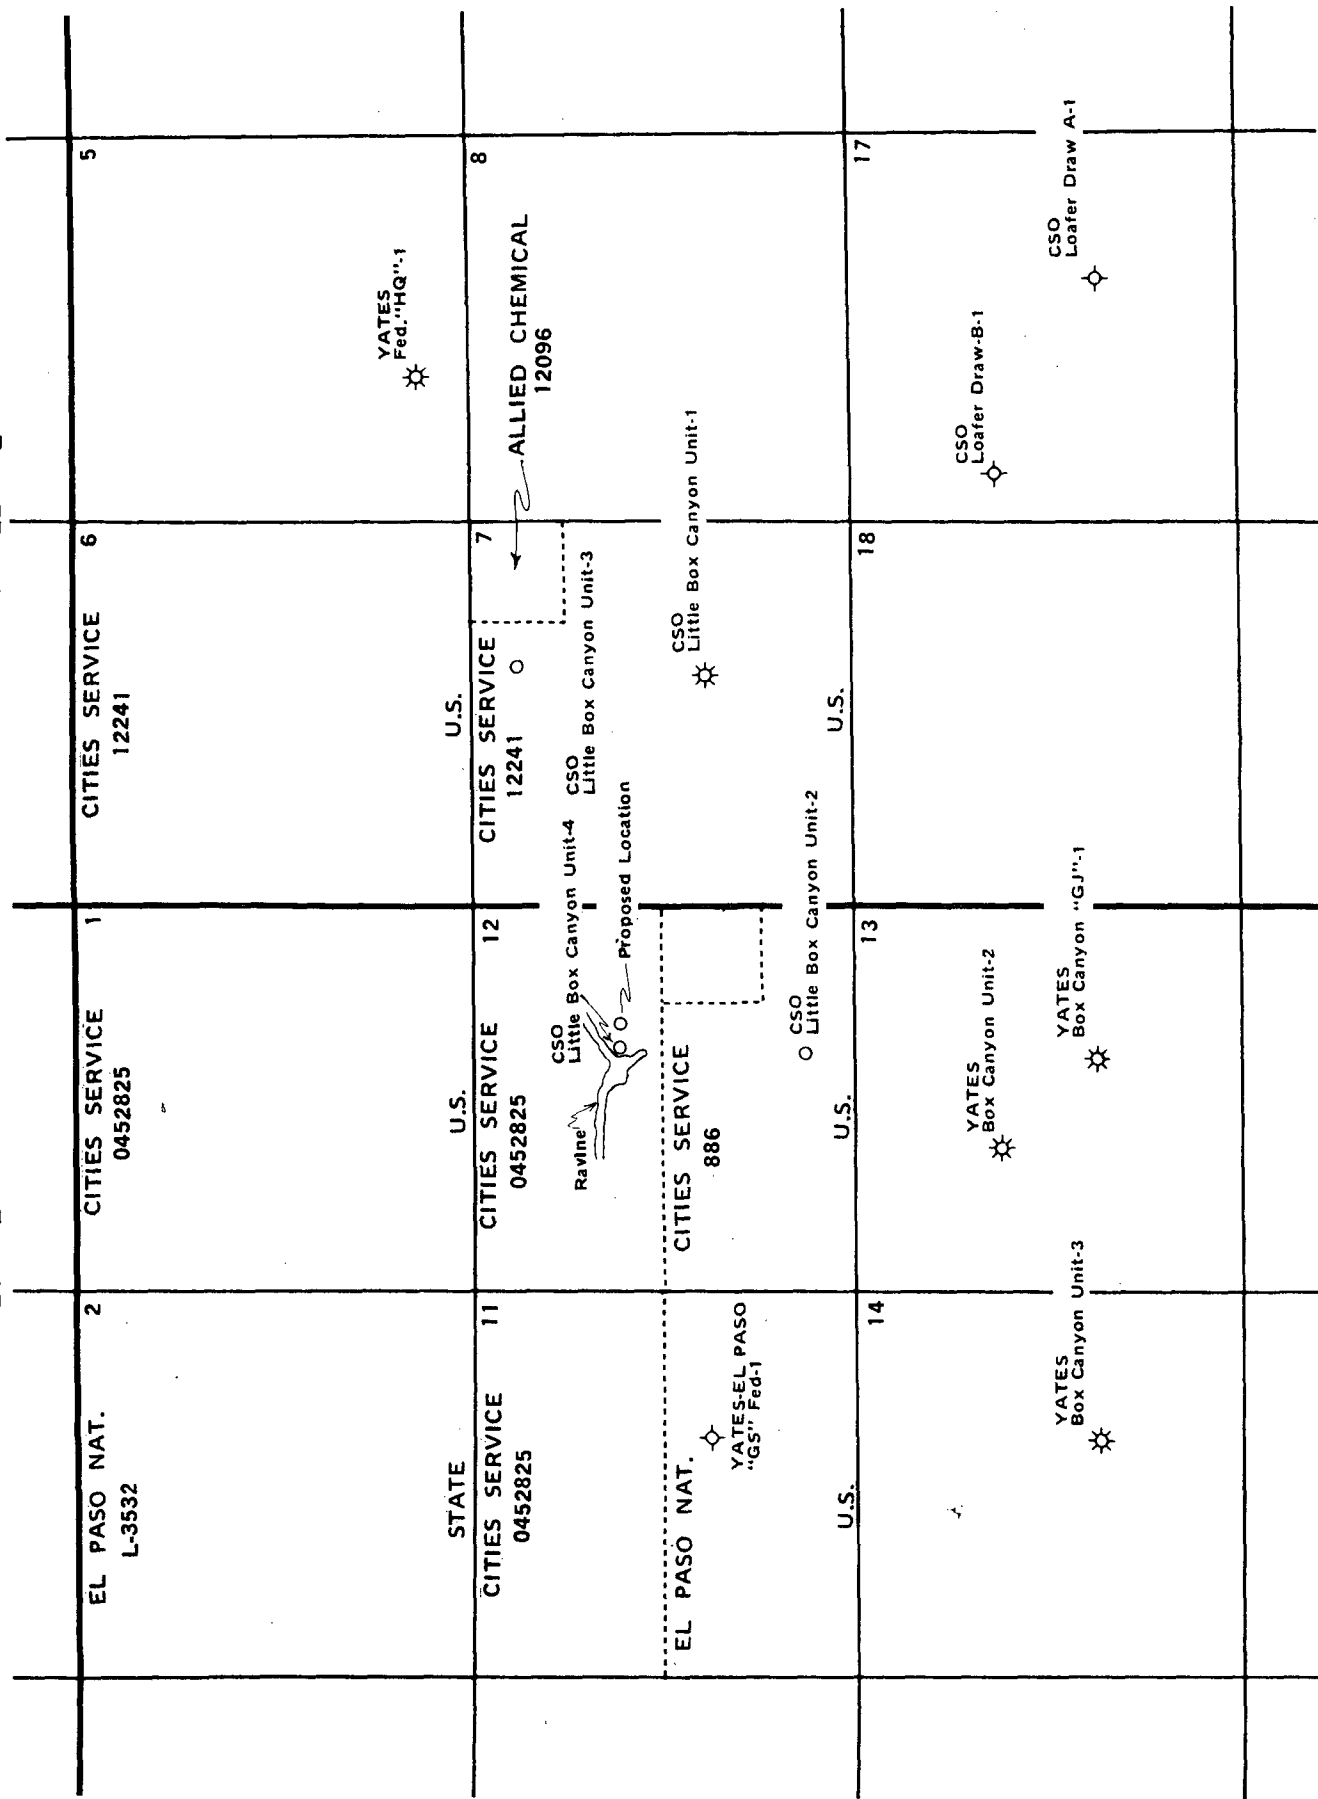 2
EL PASO NAT.
L-3532
STATE
1
CITIES SERVICE
0452825
U.S.
6
CITIES SERVICE
12241
U.S.
5
YATES
Fed."HQ"-1
11
CITIES SERVICE
0452825
EL PASO NAT.
YATES-EL PASO
"GS" Fed-1
U.S.
12
CITIES SERVICE
0452825
CSO
Little Box Canyon Unit-4
Ravine
Proposed Location
CITIES SERVICE
886
CSO
Little Box Canyon Unit-2
U.S.
7
CITIES SERVICE
12241
CSO
Little Box Canyon Unit-3
CSO
Little Box Canyon Unit-1
U.S.
8
ALLIED CHEMICAL
12096
14
YATES
Box Canyon Unit-3
13
YATES
Box Canyon Unit-2
YATES
Box Canyon "GJ"-1
18
17
CSO
Loafer Draw-B-1
CSO
Loafer Draw A-1